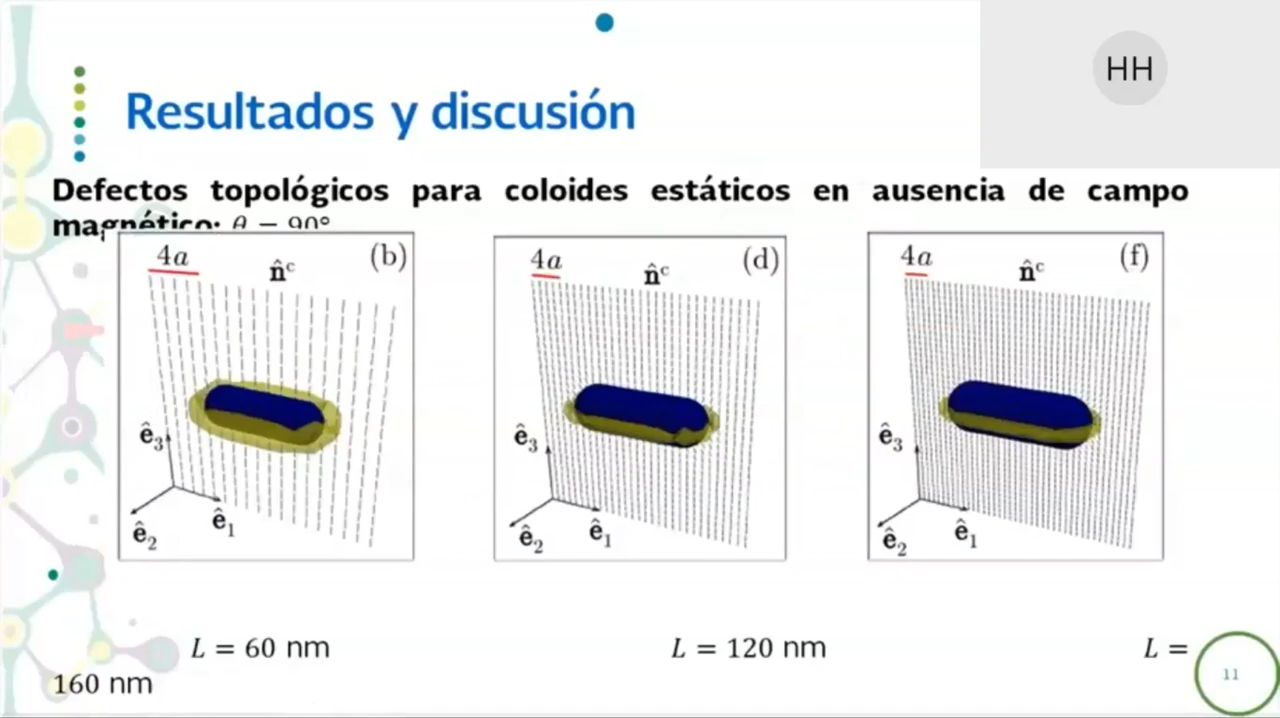 HH
Resultados y discusión
Defectos topológicos para coloides estáticos en ausencia de campo
magnético: θ = 90°
4a n̂ᶜ (b)
ê₃
ê₂ ê₁
4a n̂ᶜ (d)
ê₃
ê₂ ê₁
4a n̂ᶜ (f)
ê₃
ê₂ ê₁
L = 60 nm L = 120 nm L =
160 nm
11